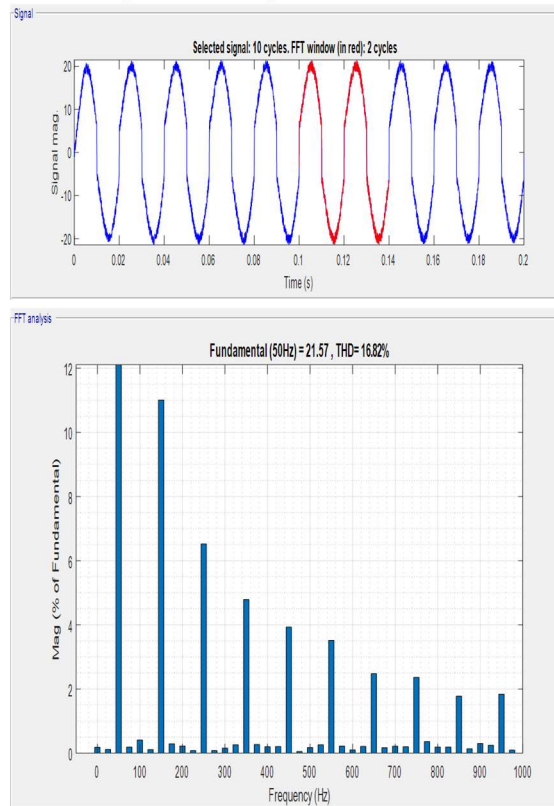 Signal
Selected signal: 10 cycles. FFT window (in red): 2 cycles
20
10
0
-10
-20
Signal mag.
0 0.02 0.04 0.06 0.08 0.1 0.12 0.14 0.16 0.18 0.2
Time (s)
FFT analysis
Fundamental (50Hz) = 21.57 , THD= 16.82%
12
10
8
6
4
2
0
Mag (% of Fundamental)
0 100 200 300 400 500 600 700 800 900 1000
Frequency (Hz)